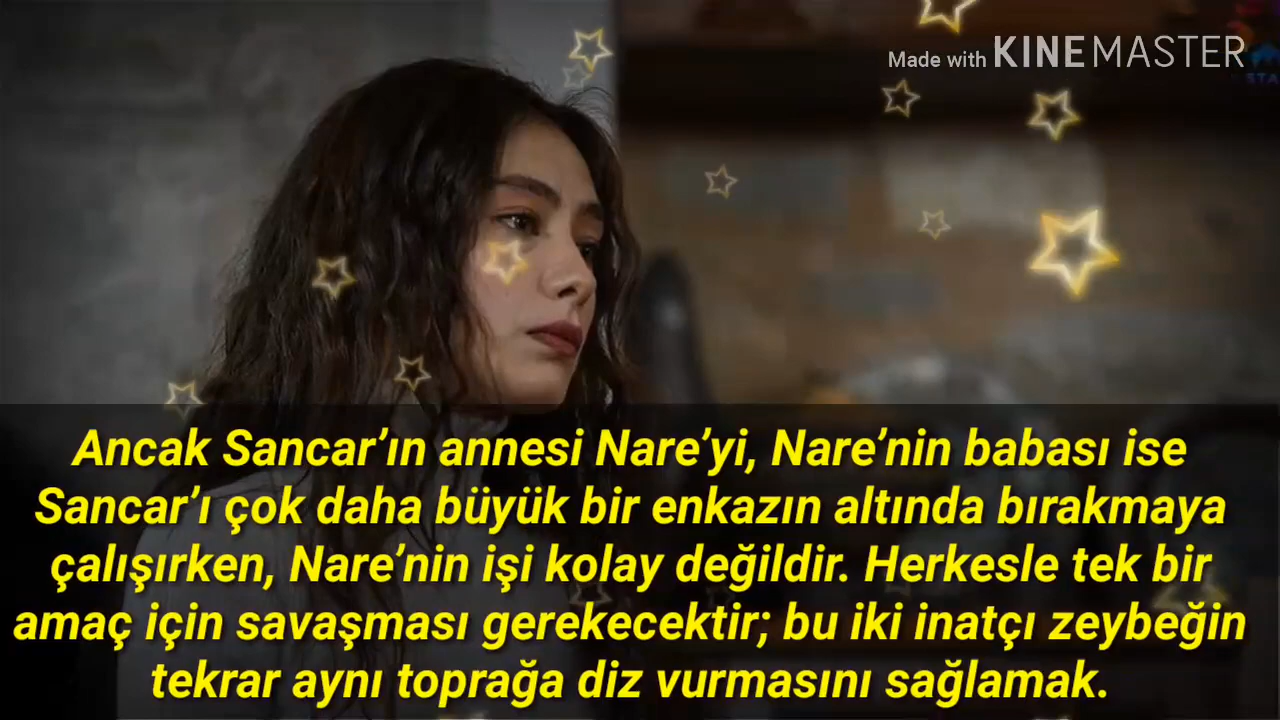 Made with KINEMASTER
Ancak Sancar’ın annesi Nare’yi, Nare’nin babası ise
Sancar’ı çok daha büyük bir enkazın altında bırakmaya
çalışırken, Nare’nin işi kolay değildir. Herkesle tek bir
amaç için savaşması gerekecektir; bu iki inatçı zeybeğin
tekrar aynı toprağa diz vurmasını sağlamak.